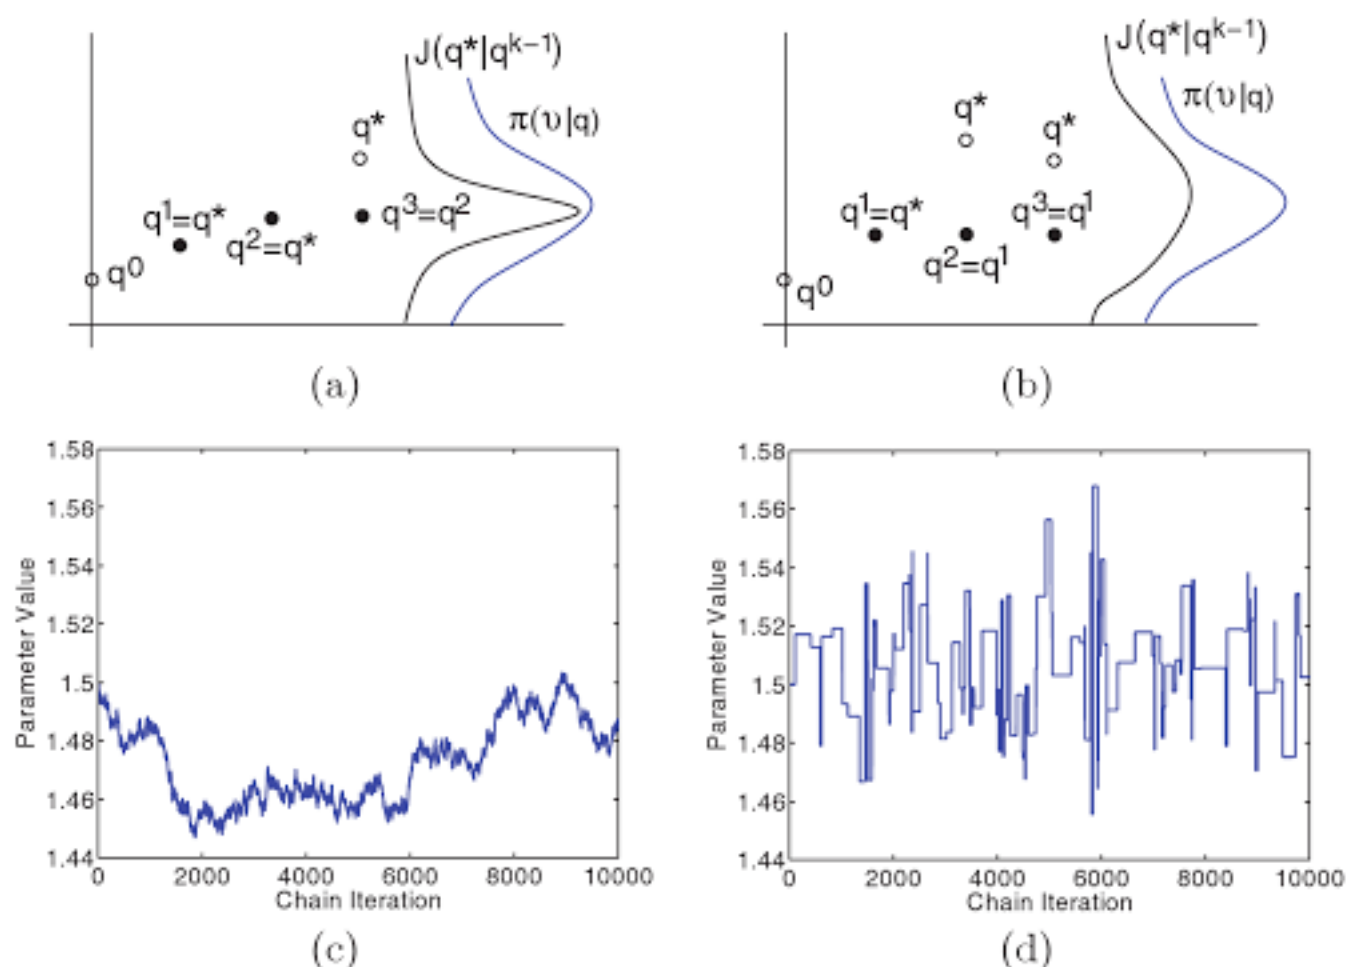 J(q*|q^{k-1})
π(υ|q)
q*
q^1=q*
q^2=q*
q^3=q^2
q^0
(a)
J(q*|q^{k-1})
π(υ|q)
q*
q*
q^1=q*
q^3=q^1
q^2=q^1
q^0
(b)
1.58
1.56
1.54
1.52
1.5
1.48
1.46
1.44
Parameter Value
0 2000 4000 6000 8000 10000
Chain Iteration
(c)
1.58
1.56
1.54
1.52
1.5
1.48
1.46
1.44
Parameter Value
0 2000 4000 6000 8000 10000
Chain Iteration
(d)